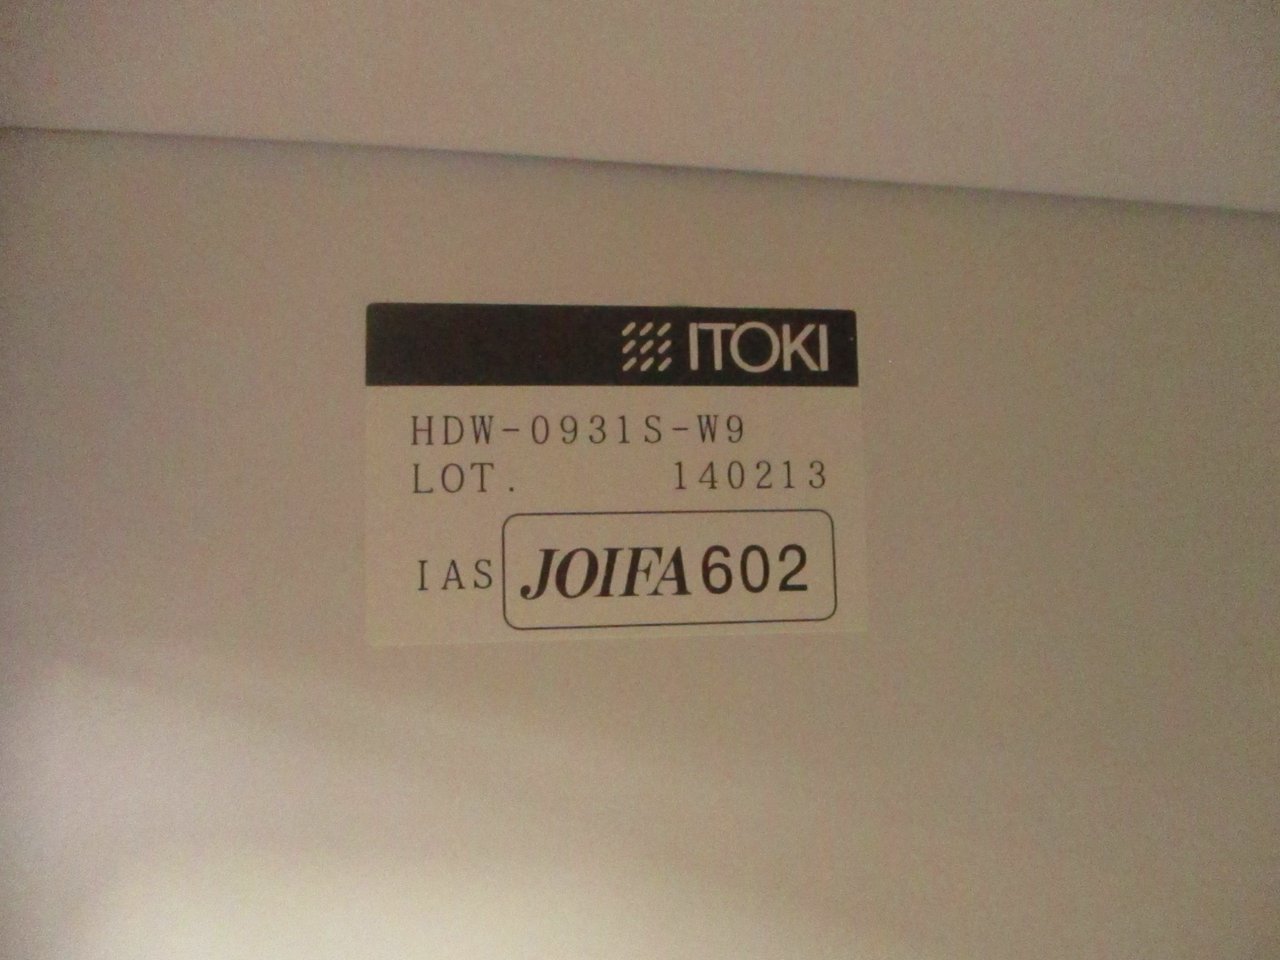 ITOKI
HDW-0931S-W9
LOT. 140213
IAS JOIFA602